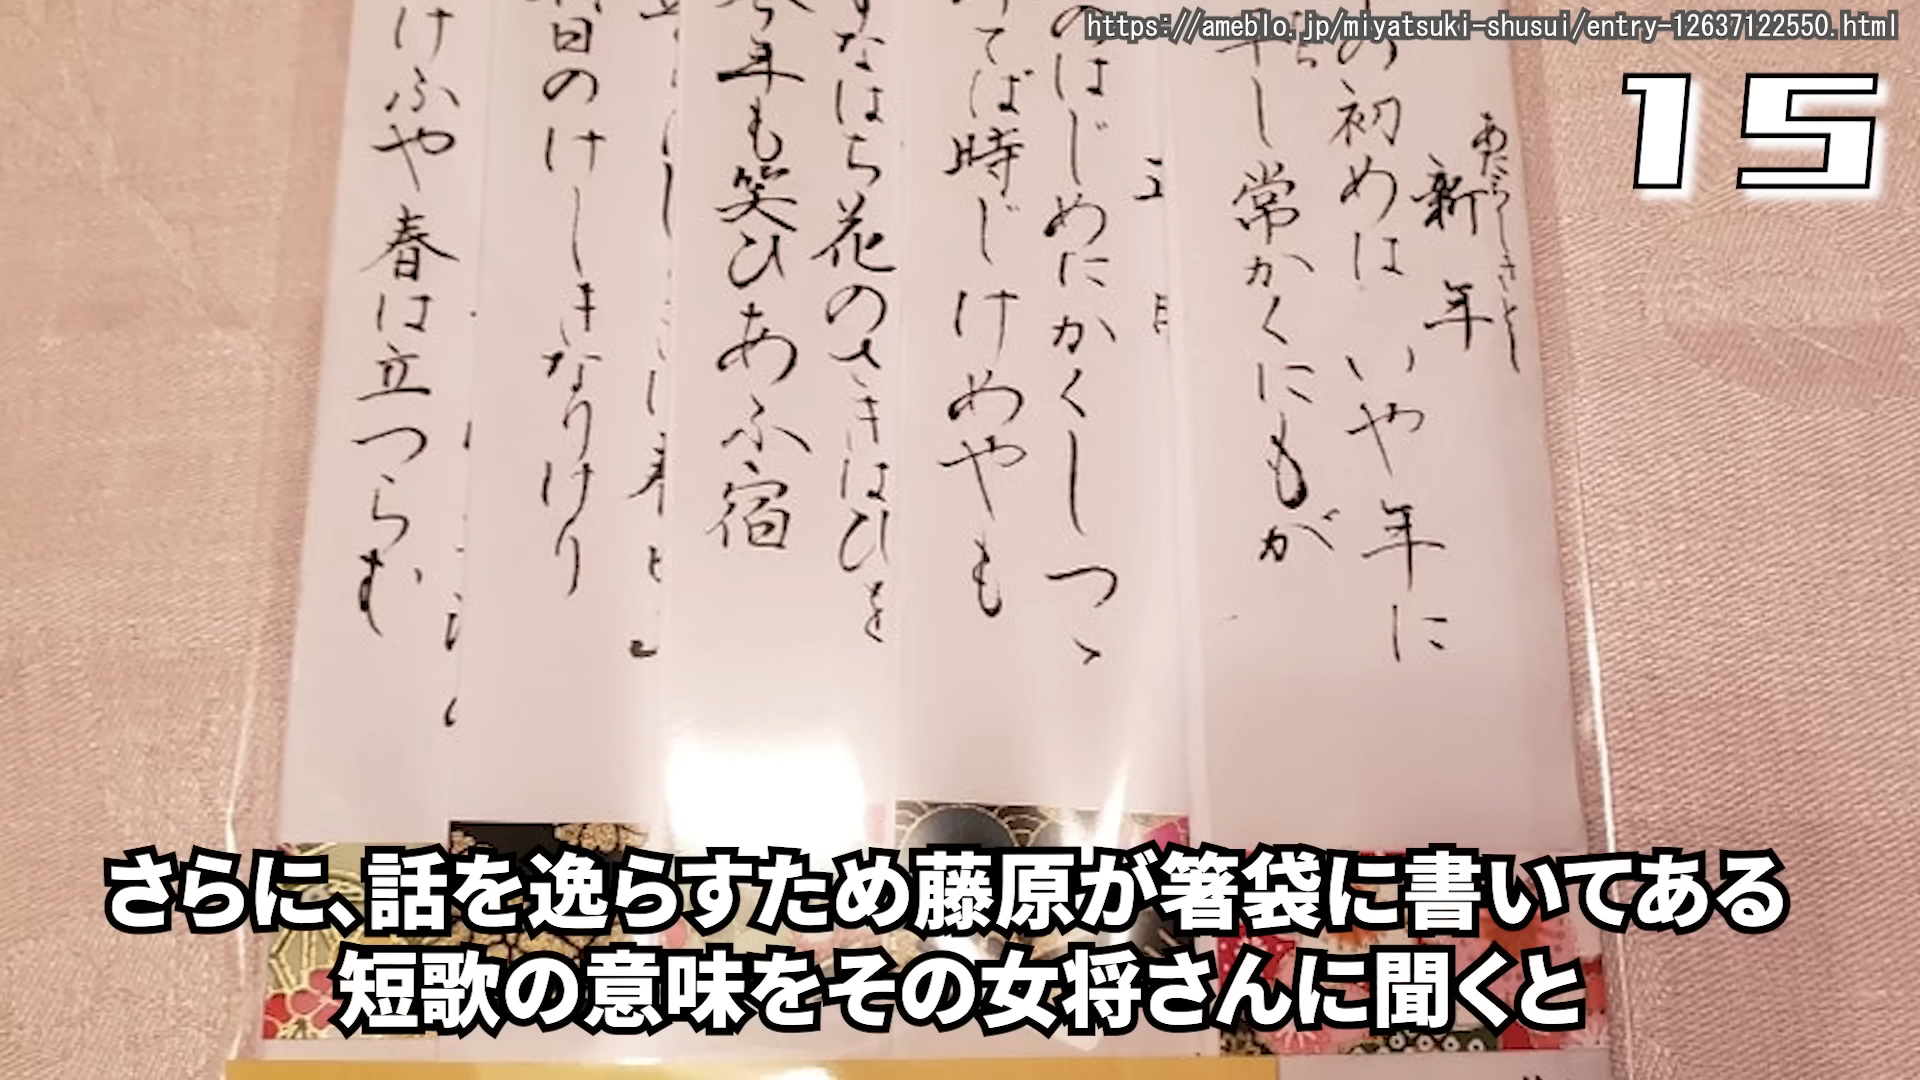 https://ameblo.jp/miyatsuki-shusui/entry-12637122550.html
15
あたらしきとし
新年
の初めは いや年に
し常かくにもが
のはじめにかくしつゝ
てば時じけめやも
なはち花のさきはひを
今年も笑ひあふ宿
日のけしきなりけり
けふや春は立つらむ
さらに、話を逸らすため藤原が箸袋に書いてある
短歌の意味をその女将さんに聞くと